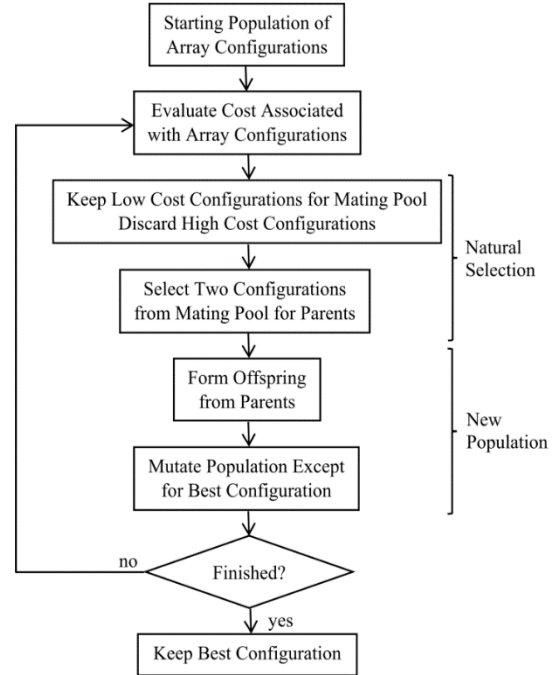 Starting Population of
Array Configurations
Evaluate Cost Associated
with Array Configurations
Keep Low Cost Configurations for Mating Pool
Discard High Cost Configurations
Natural
Selection
Select Two Configurations
from Mating Pool for Parents
Form Offspring
from Parents
New
Population
Mutate Population Except
for Best Configuration
no
Finished?
yes
Keep Best Configuration